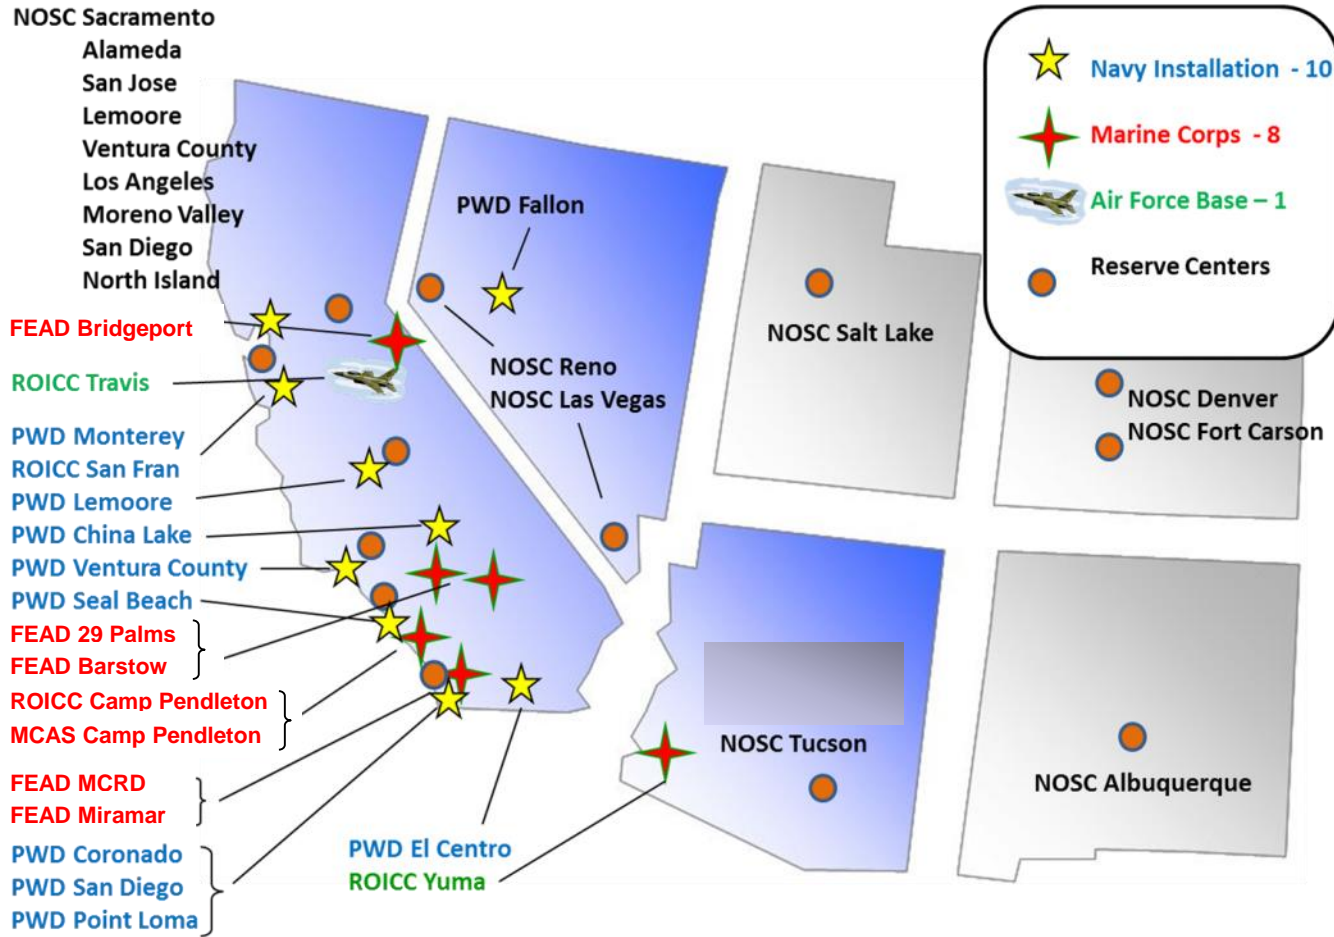 NOSC Sacramento
Alameda
San Jose
Lemoore
Ventura County
Los Angeles
Moreno Valley
San Diego
North Island
FEAD Bridgeport
ROICC Travis
PWD Monterey
ROICC San Fran
PWD Lemoore
PWD China Lake
PWD Ventura County
PWD Seal Beach
FEAD 29 Palms
FEAD Barstow
ROICC Camp Pendleton
MCAS Camp Pendleton
FEAD MCRD
FEAD Miramar
PWD Coronado
PWD San Diego
PWD Point Loma
PWD El Centro
ROICC Yuma
PWD Fallon
NOSC Reno
NOSC Las Vegas
NOSC Salt Lake
NOSC Tucson
NOSC Denver
NOSC Fort Carson
NOSC Albuquerque
Navy Installation - 10
Marine Corps - 8
Air Force Base – 1
Reserve Centers